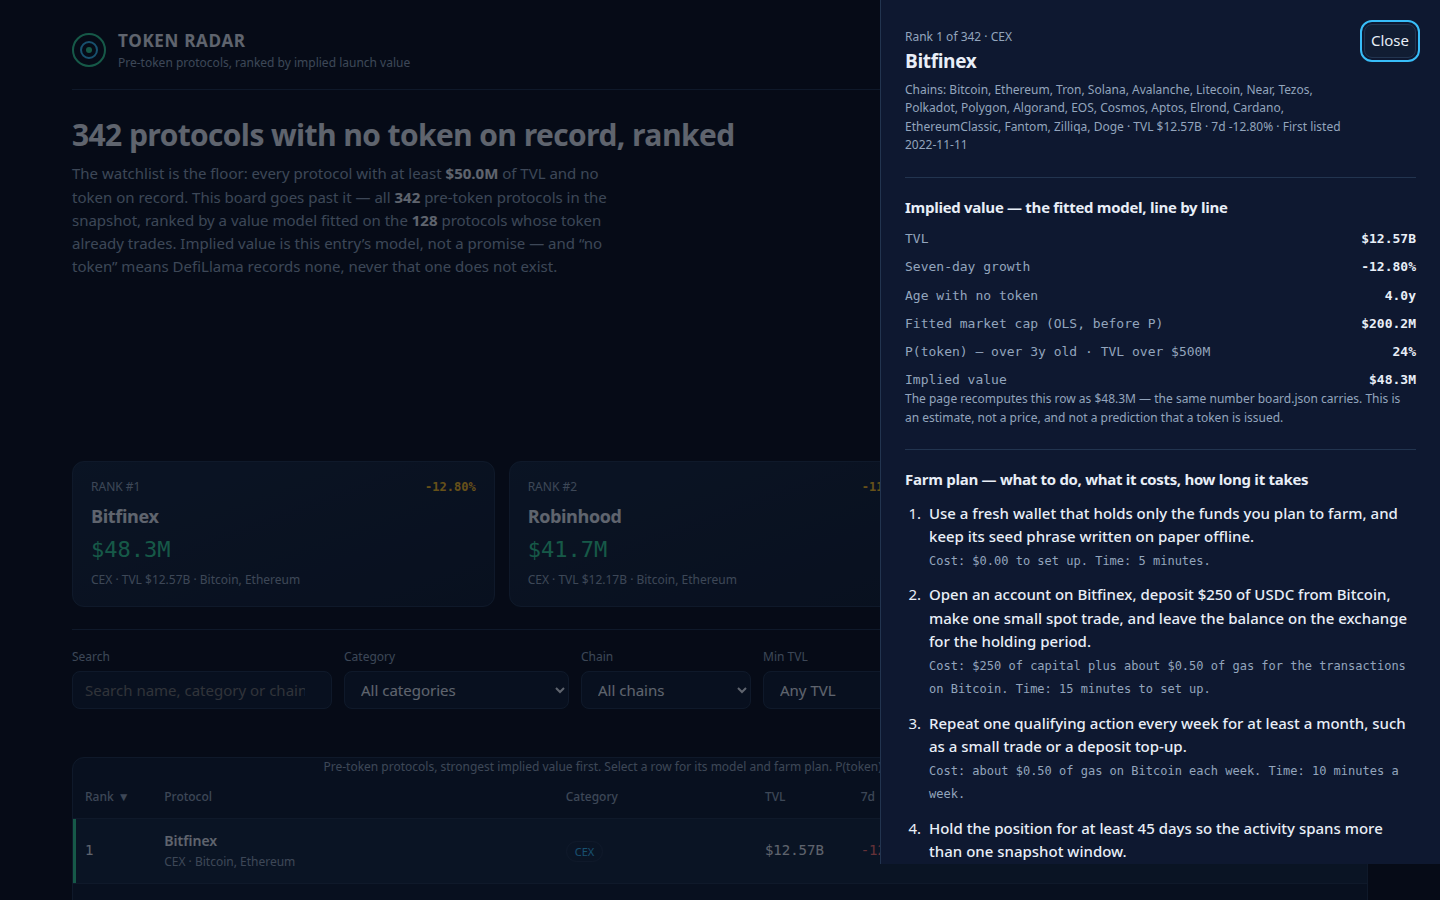 TOKEN RADAR
Pre-token protocols, ranked by implied launch value
342 protocols with no token on record, ranked
The watchlist is the floor: every protocol with at least $50.0M of TVL and no
token on record. This board goes past it — all 342 pre-token protocols in the
snapshot, ranked by a value model fitted on the 128 protocols whose token
already trades. Implied value is this entry's model, not a promise — and “no
token” means DefiLlama records none, never that one does not exist.
RANK #1
-12.80%
Bitfinex
$48.3M
CEX · TVL $12.57B · Bitcoin, Ethereum
RANK #2
-11
Robinhood
$41.7M
CEX · TVL $12.17B · Bitcoin, Ethereum
Search
Category
Chain
Min TVL
Search name, category or chain
All categories
All chains
Any TVL
Pre-token protocols, strongest implied value first. Select a row for its model and farm plan. P(token)
Rank ▼
Protocol
Category
TVL
7d
1
Bitfinex
CEX · Bitcoin, Ethereum
CEX
$12.57B
-12
Rank 1 of 342 · CEX
Close
Bitfinex
Chains: Bitcoin, Ethereum, Tron, Solana, Avalanche, Litecoin, Near, Tezos,
Polkadot, Polygon, Algorand, EOS, Cosmos, Aptos, Elrond, Cardano,
EthereumClassic, Fantom, Zilliqa, Doge · TVL $12.57B · 7d -12.80% · First listed
2022-11-11
Implied value — the fitted model, line by line
TVL $12.57B
Seven-day growth -12.80%
Age with no token 4.0y
Fitted market cap (OLS, before P) $200.2M
P(token) — over 3y old · TVL over $500M 24%
Implied value $48.3M
The page recomputes this row as $48.3M — the same number board.json carries. This is
an estimate, not a price, and not a prediction that a token is issued.
Farm plan — what to do, what it costs, how long it takes
1. Use a fresh wallet that holds only the funds you plan to farm, and
keep its seed phrase written on paper offline.
Cost: $0.00 to set up. Time: 5 minutes.
2. Open an account on Bitfinex, deposit $250 of USDC from Bitcoin,
make one small spot trade, and leave the balance on the exchange
for the holding period.
Cost: $250 of capital plus about $0.50 of gas for the transactions
on Bitcoin. Time: 15 minutes to set up.
3. Repeat one qualifying action every week for at least a month, such
as a small trade or a deposit top-up.
Cost: about $0.50 of gas on Bitcoin each week. Time: 10 minutes a
week.
4. Hold the position for at least 45 days so the activity spans more
than one snapshot window.